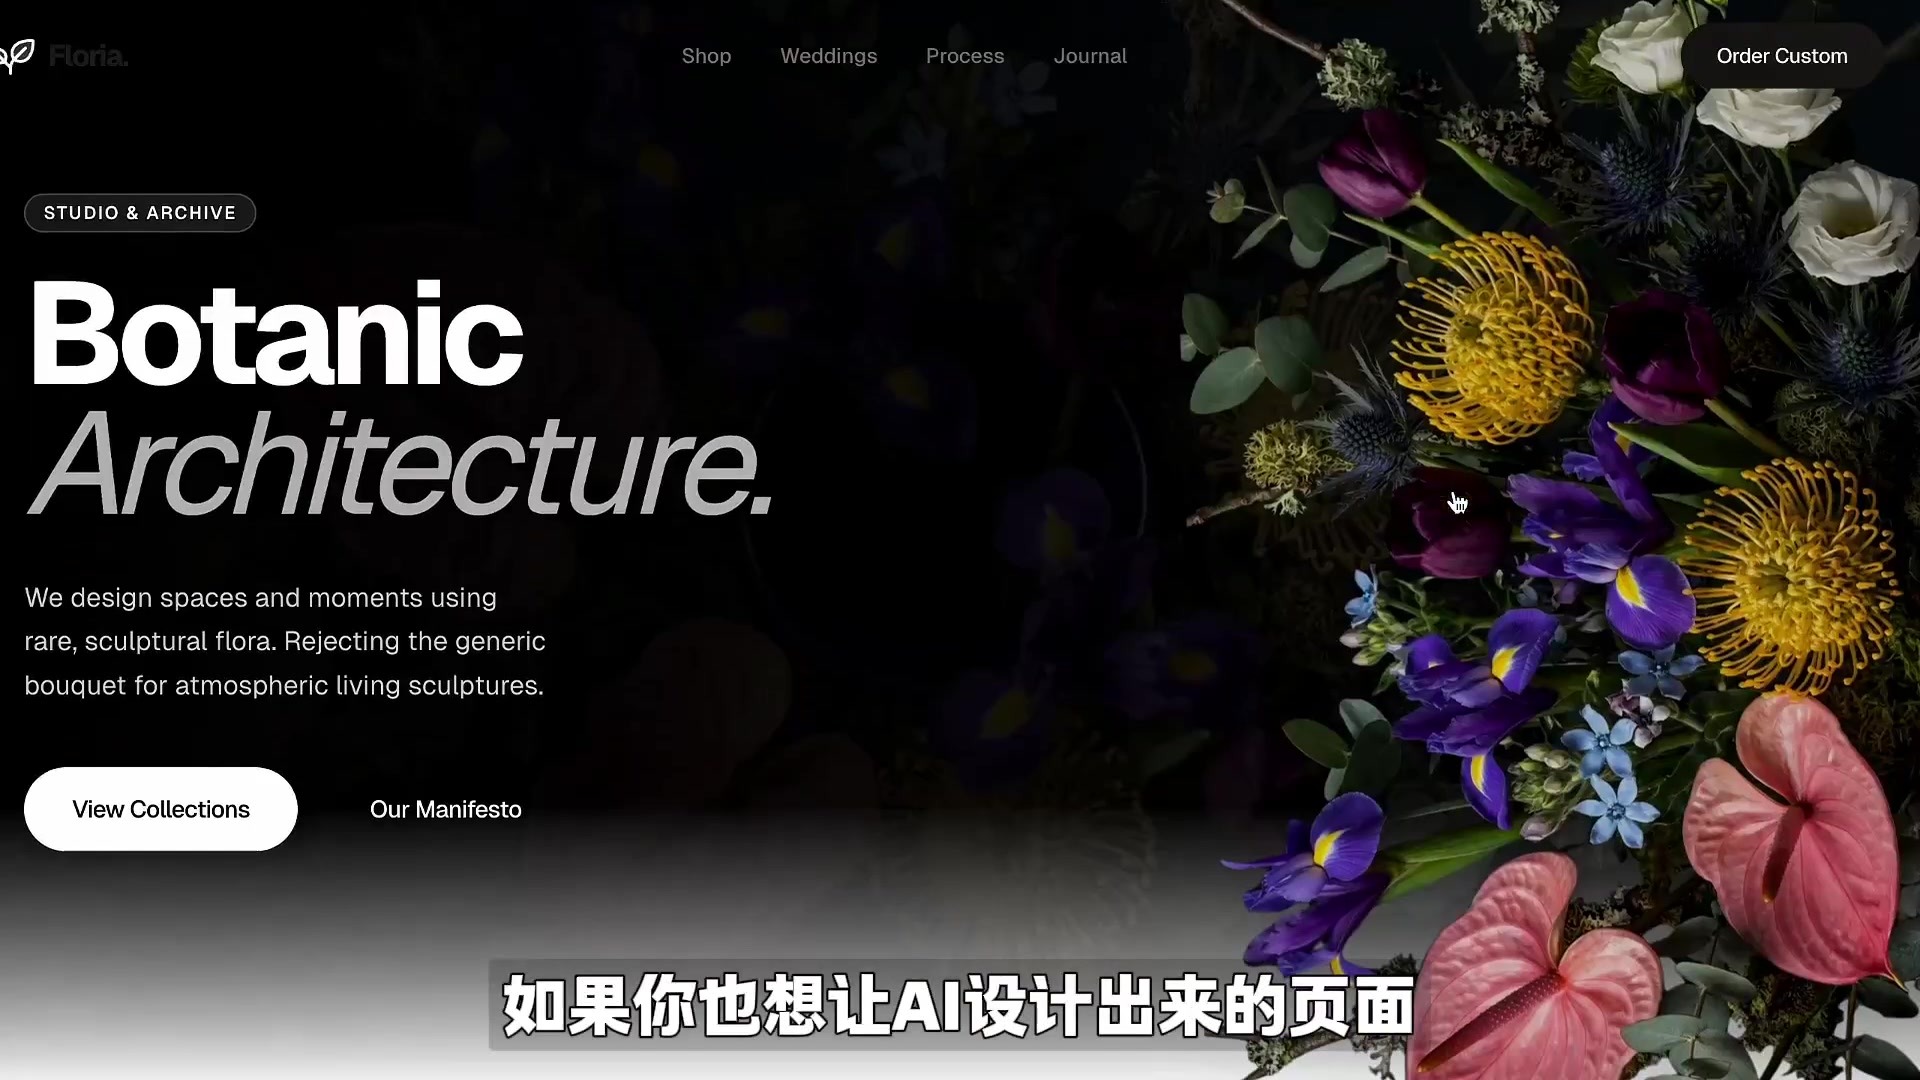 Floria.
Shop
Weddings
Process
Journal
Order Custom
STUDIO & ARCHIVE
Botanic
Architecture.
We design spaces and moments using
rare, sculptural flora. Rejecting the generic
bouquet for atmospheric living sculptures.
View Collections
Our Manifesto
如果你也想让AI设计出来的页面